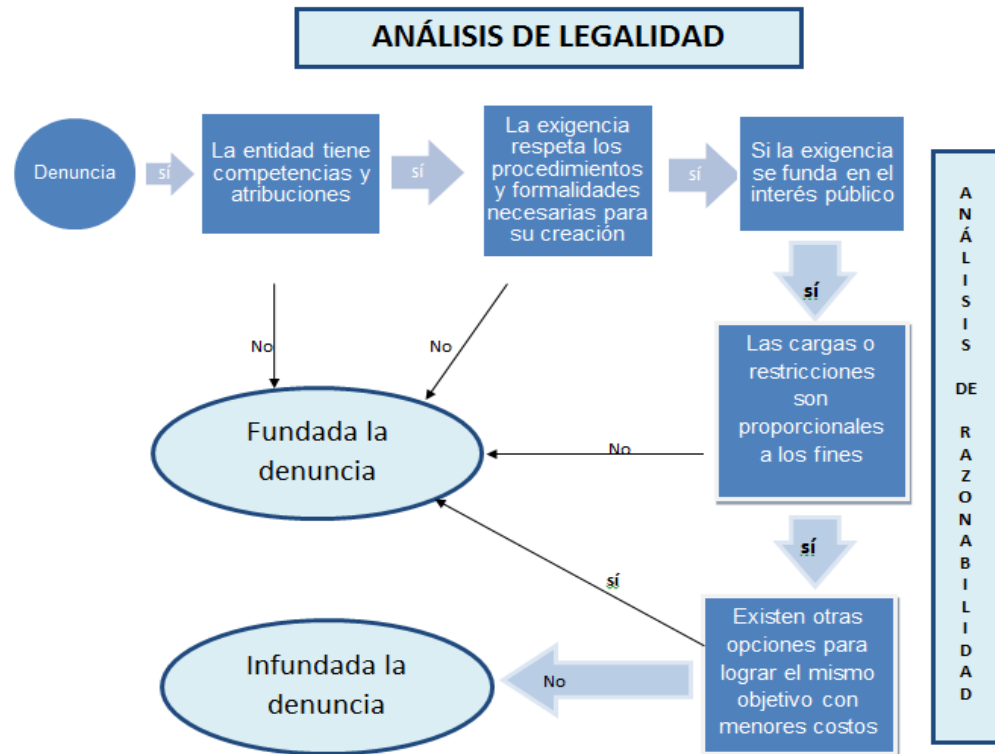 ANÁLISIS DE LEGALIDAD
Denuncia
sí
La entidad tiene
competencias y
atribuciones
sí
La exigencia
respeta los
procedimientos
y formalidades
necesarias para
su creación
sí
Si la exigencia
se funda en el
interés público
sí
No
No
Las cargas o
restricciones
son
proporcionales
a los fines
No
Fundada la
denuncia
sí
sí
Existen otras
opciones para
lograr el mismo
objetivo con
menores costos
No
Infundada la
denuncia
ANÁLISIS
DE
RAZONABILIDAD